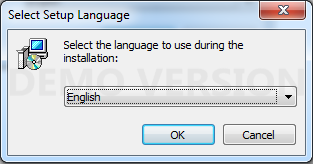 Select Setup Language
Select the language to use during the
installation:
DEMO VERSION
English
OK
Cancel